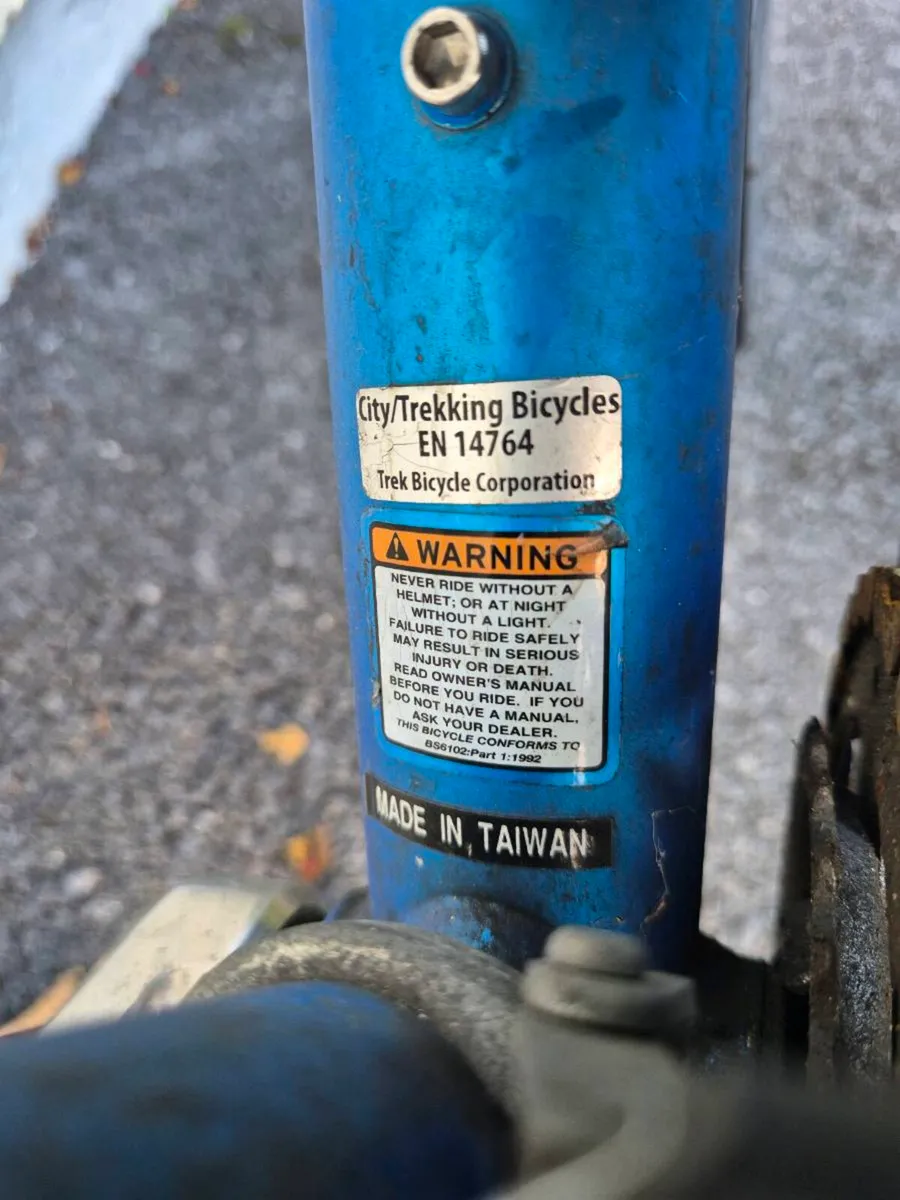 City/Trekking Bicycles
EN 14764
Trek Bicycle Corporation
WARNING
NEVER RIDE WITHOUT A
HELMET; OR AT NIGHT
WITHOUT A LIGHT.
FAILURE TO RIDE SAFELY
MAY RESULT IN SERIOUS
INJURY OR DEATH.
READ OWNER'S MANUAL
BEFORE YOU RIDE. IF YOU
DO NOT HAVE A MANUAL,
ASK YOUR DEALER.
THIS BICYCLE CONFORMS TO
BS6102:Part 1:1992
MADE IN TAIWAN